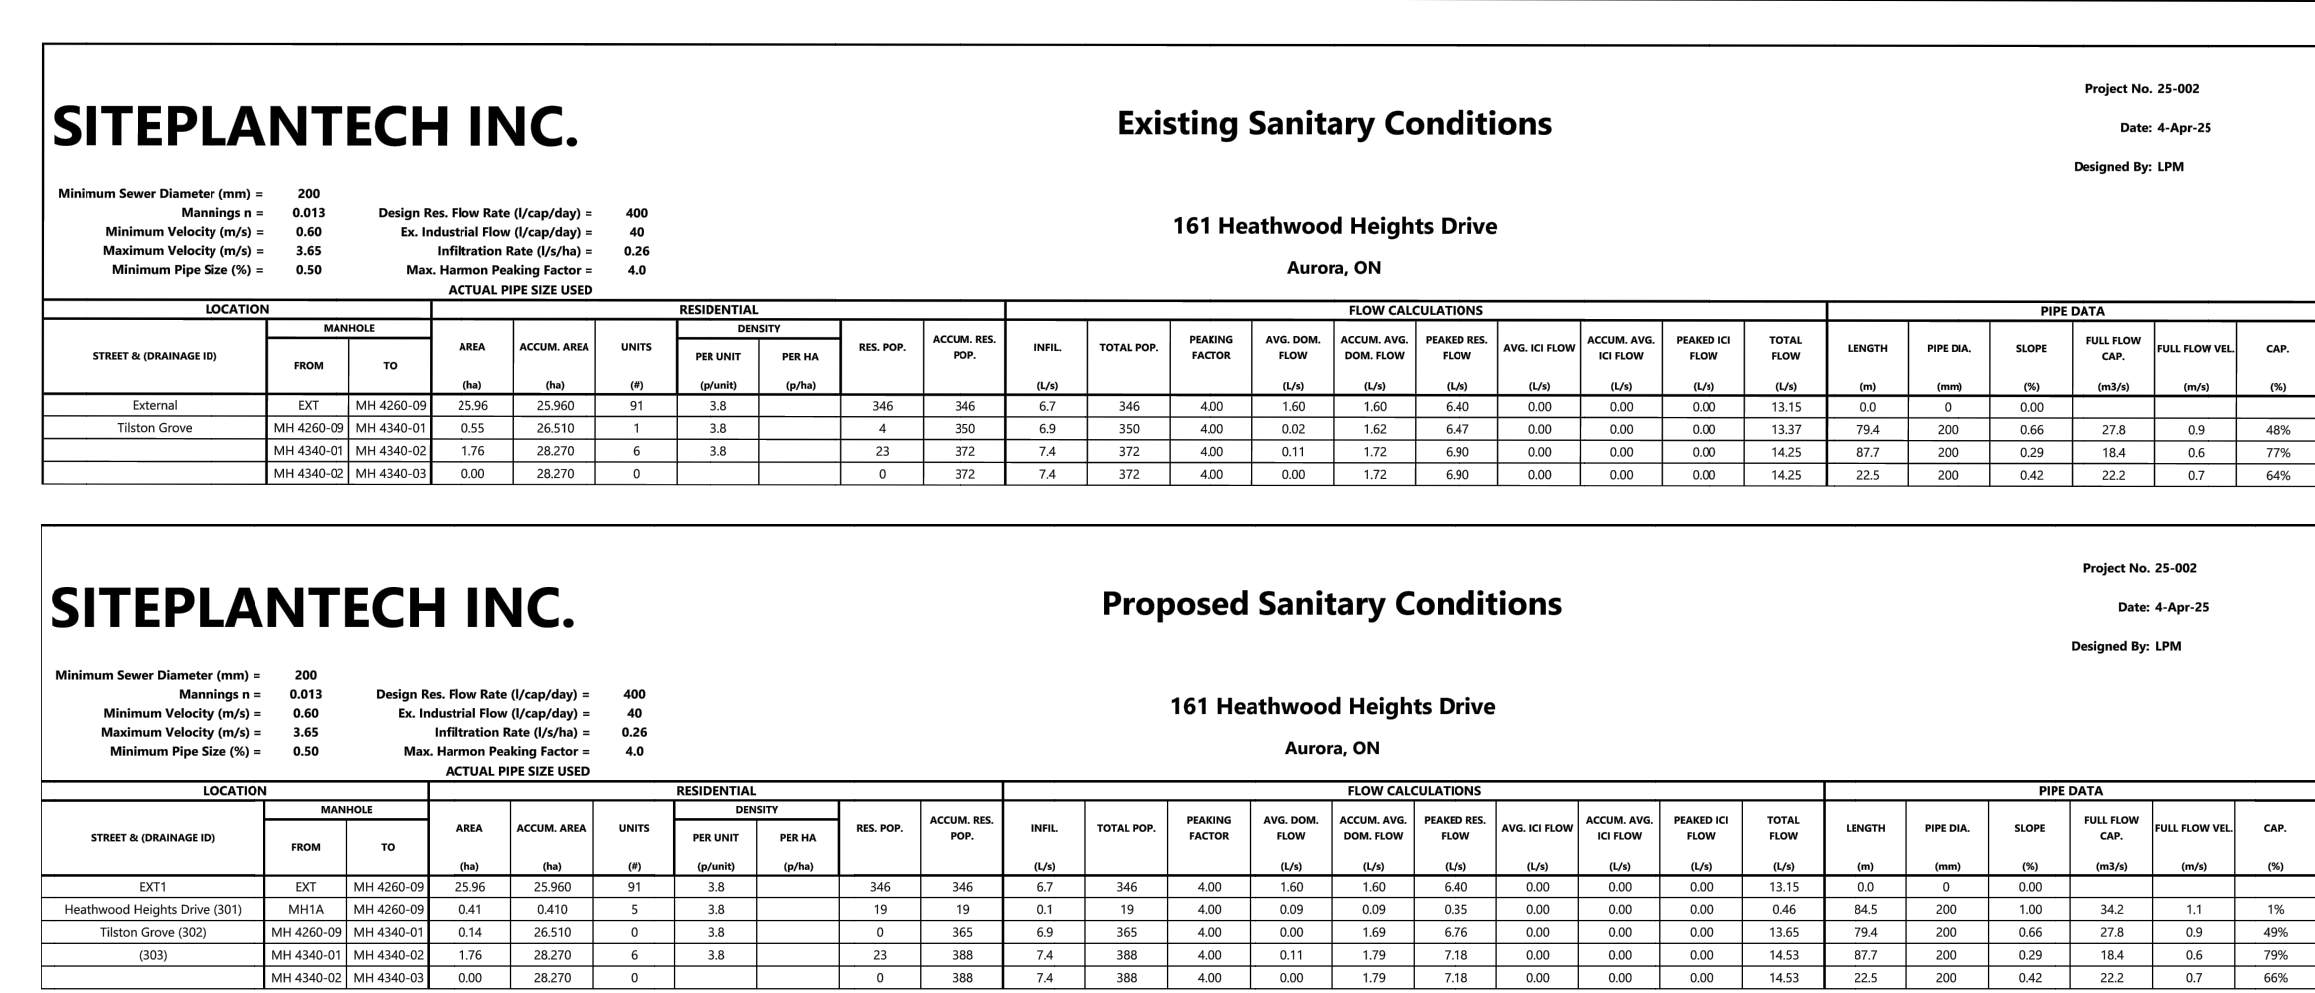 Project No. 25-002
SITEPLANTECH INC.
Existing Sanitary Conditions
Date: 4-Apr-25
Designed By: LPM
Minimum Sewer Diameter (mm) = 200
Mannings n = 0.013 Design Res. Flow Rate (l/cap/day) = 400
Minimum Velocity (m/s) = 0.60 Ex. Industrial Flow (l/cap/day) = 40
161 Heathwood Heights Drive
Maximum Velocity (m/s) = 3.65 Infiltration Rate (l/s/ha) = 0.26
Minimum Pipe Size (%) = 0.50 Max. Harmon Peaking Factor = 4.0
Aurora, ON
ACTUAL PIPE SIZE USED
LOCATION RESIDENTIAL FLOW CALCULATIONS PIPE DATA
STREET & (DRAINAGE ID) MANHOLE FROM TO AREA (ha) ACCUM. AREA (ha) UNITS (#) DENSITY PER UNIT (p/unit) PER HA (p/ha) RES. POP. ACCUM. RES. POP. INFIL. (L/s) TOTAL POP. PEAKING FACTOR AVG. DOM. FLOW (L/s) ACCUM. AVG. DOM. FLOW (L/s) PEAKED RES. FLOW (L/s) AVG. ICI FLOW (L/s) ACCUM. AVG. ICI FLOW (L/s) PEAKED ICI FLOW (L/s) TOTAL FLOW (L/s) LENGTH (m) PIPE DIA. (mm) SLOPE (%) FULL FLOW CAP. (m3/s) FULL FLOW VEL. (m/s) CAP. (%)
External EXT MH 4260-09 25.96 25.960 91 3.8 346 346 6.7 346 4.00 1.60 1.60 6.40 0.00 0.00 0.00 13.15 0.0 0 0.00
Tilston Grove MH 4260-09 MH 4340-01 0.55 26.510 1 3.8 4 350 6.9 350 4.00 0.02 1.62 6.47 0.00 0.00 0.00 13.37 79.4 200 0.66 27.8 0.9 48%
MH 4340-01 MH 4340-02 1.76 28.270 6 3.8 23 372 7.4 372 4.00 0.11 1.72 6.90 0.00 0.00 0.00 14.25 87.7 200 0.29 18.4 0.6 77%
MH 4340-02 MH 4340-03 0.00 28.270 0 0 372 7.4 372 4.00 0.00 1.72 6.90 0.00 0.00 0.00 14.25 22.5 200 0.42 22.2 0.7 64%
Project No. 25-002
SITEPLANTECH INC.
Proposed Sanitary Conditions
Date: 4-Apr-25
Designed By: LPM
Minimum Sewer Diameter (mm) = 200
Mannings n = 0.013 Design Res. Flow Rate (l/cap/day) = 400
Minimum Velocity (m/s) = 0.60 Ex. Industrial Flow (l/cap/day) = 40
161 Heathwood Heights Drive
Maximum Velocity (m/s) = 3.65 Infiltration Rate (l/s/ha) = 0.26
Minimum Pipe Size (%) = 0.50 Max. Harmon Peaking Factor = 4.0
Aurora, ON
ACTUAL PIPE SIZE USED
LOCATION RESIDENTIAL FLOW CALCULATIONS PIPE DATA
STREET & (DRAINAGE ID) MANHOLE FROM TO AREA (ha) ACCUM. AREA (ha) UNITS (#) DENSITY PER UNIT (p/unit) PER HA (p/ha) RES. POP. ACCUM. RES. POP. INFIL. (L/s) TOTAL POP. PEAKING FACTOR AVG. DOM. FLOW (L/s) ACCUM. AVG. DOM. FLOW (L/s) PEAKED RES. FLOW (L/s) AVG. ICI FLOW (L/s) ACCUM. AVG. ICI FLOW (L/s) PEAKED ICI FLOW (L/s) TOTAL FLOW (L/s) LENGTH (m) PIPE DIA. (mm) SLOPE (%) FULL FLOW CAP. (m3/s) FULL FLOW VEL. (m/s) CAP. (%)
EXT1 EXT MH 4260-09 25.96 25.960 91 3.8 346 346 6.7 346 4.00 1.60 1.60 6.40 0.00 0.00 0.00 13.15 0.0 0 0.00
Heathwood Heights Drive (301) MH1A MH 4260-09 0.41 0.410 5 3.8 19 19 0.1 19 4.00 0.09 0.09 0.35 0.00 0.00 0.00 0.46 84.5 200 1.00 34.2 1.1 1%
Tilston Grove (302) MH 4260-09 MH 4340-01 0.14 26.510 0 3.8 0 365 6.9 365 4.00 0.00 1.69 6.76 0.00 0.00 0.00 13.65 79.4 200 0.66 27.8 0.9 49%
(303) MH 4340-01 MH 4340-02 1.76 28.270 6 3.8 23 388 7.4 388 4.00 0.11 1.79 7.18 0.00 0.00 0.00 14.53 87.7 200 0.29 18.4 0.6 79%
MH 4340-02 MH 4340-03 0.00 28.270 0 0 388 7.4 388 4.00 0.00 1.79 7.18 0.00 0.00 0.00 14.53 22.5 200 0.42 22.2 0.7 66%